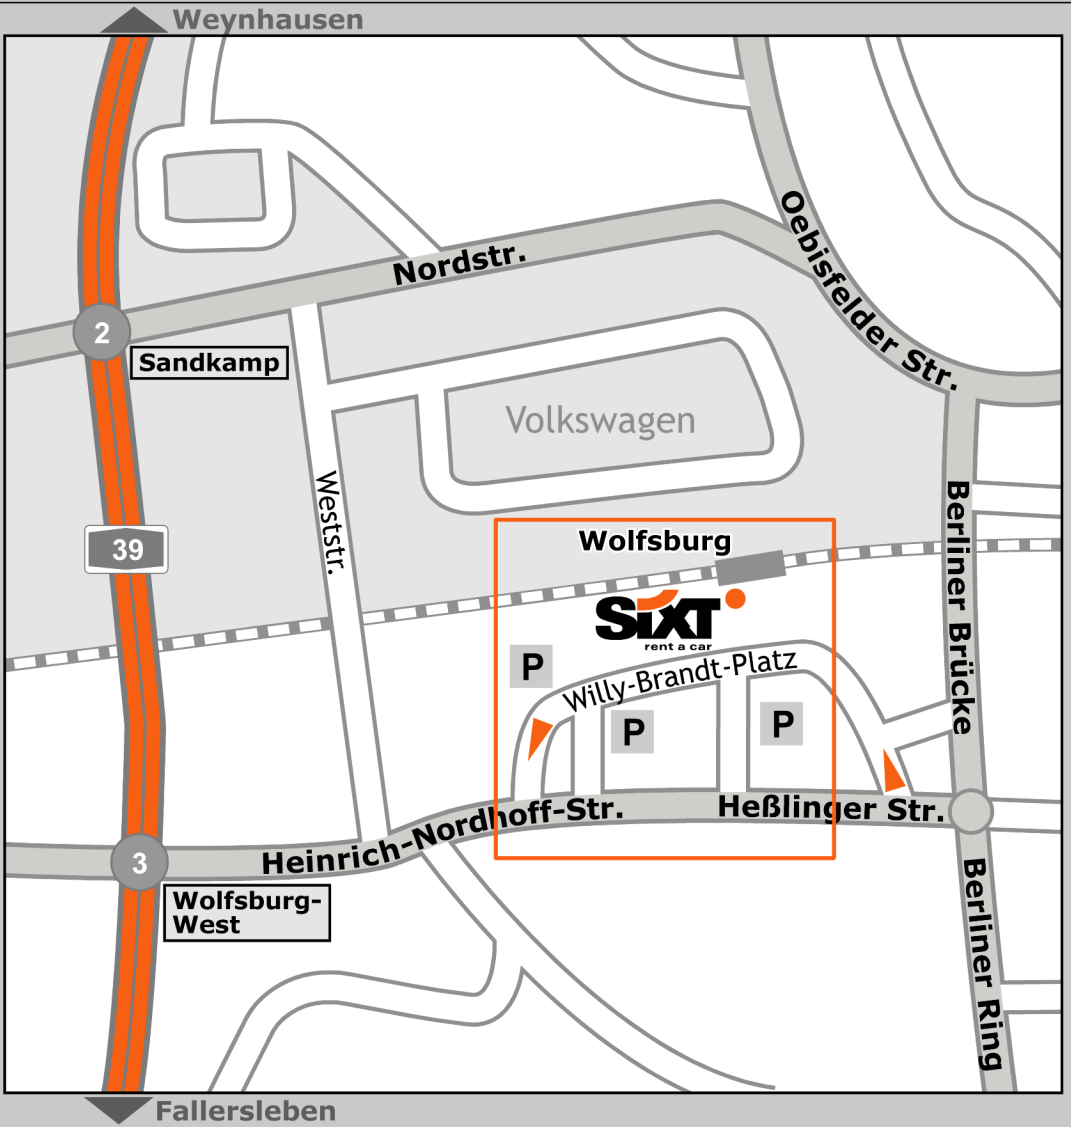 Weynhausen
Oebisfelder Str.
Nordstr.
2
Sandkamp
Volkswagen
Weststr.
Berliner Brücke
39
Wolfsburg
SIXT
rent a car
P
Willy-Brandt-Platz
P
P
Heinrich-Nordhoff-Str.
Heßlinger Str.
3
Wolfsburg-
West
Berliner Ring
Fallersleben